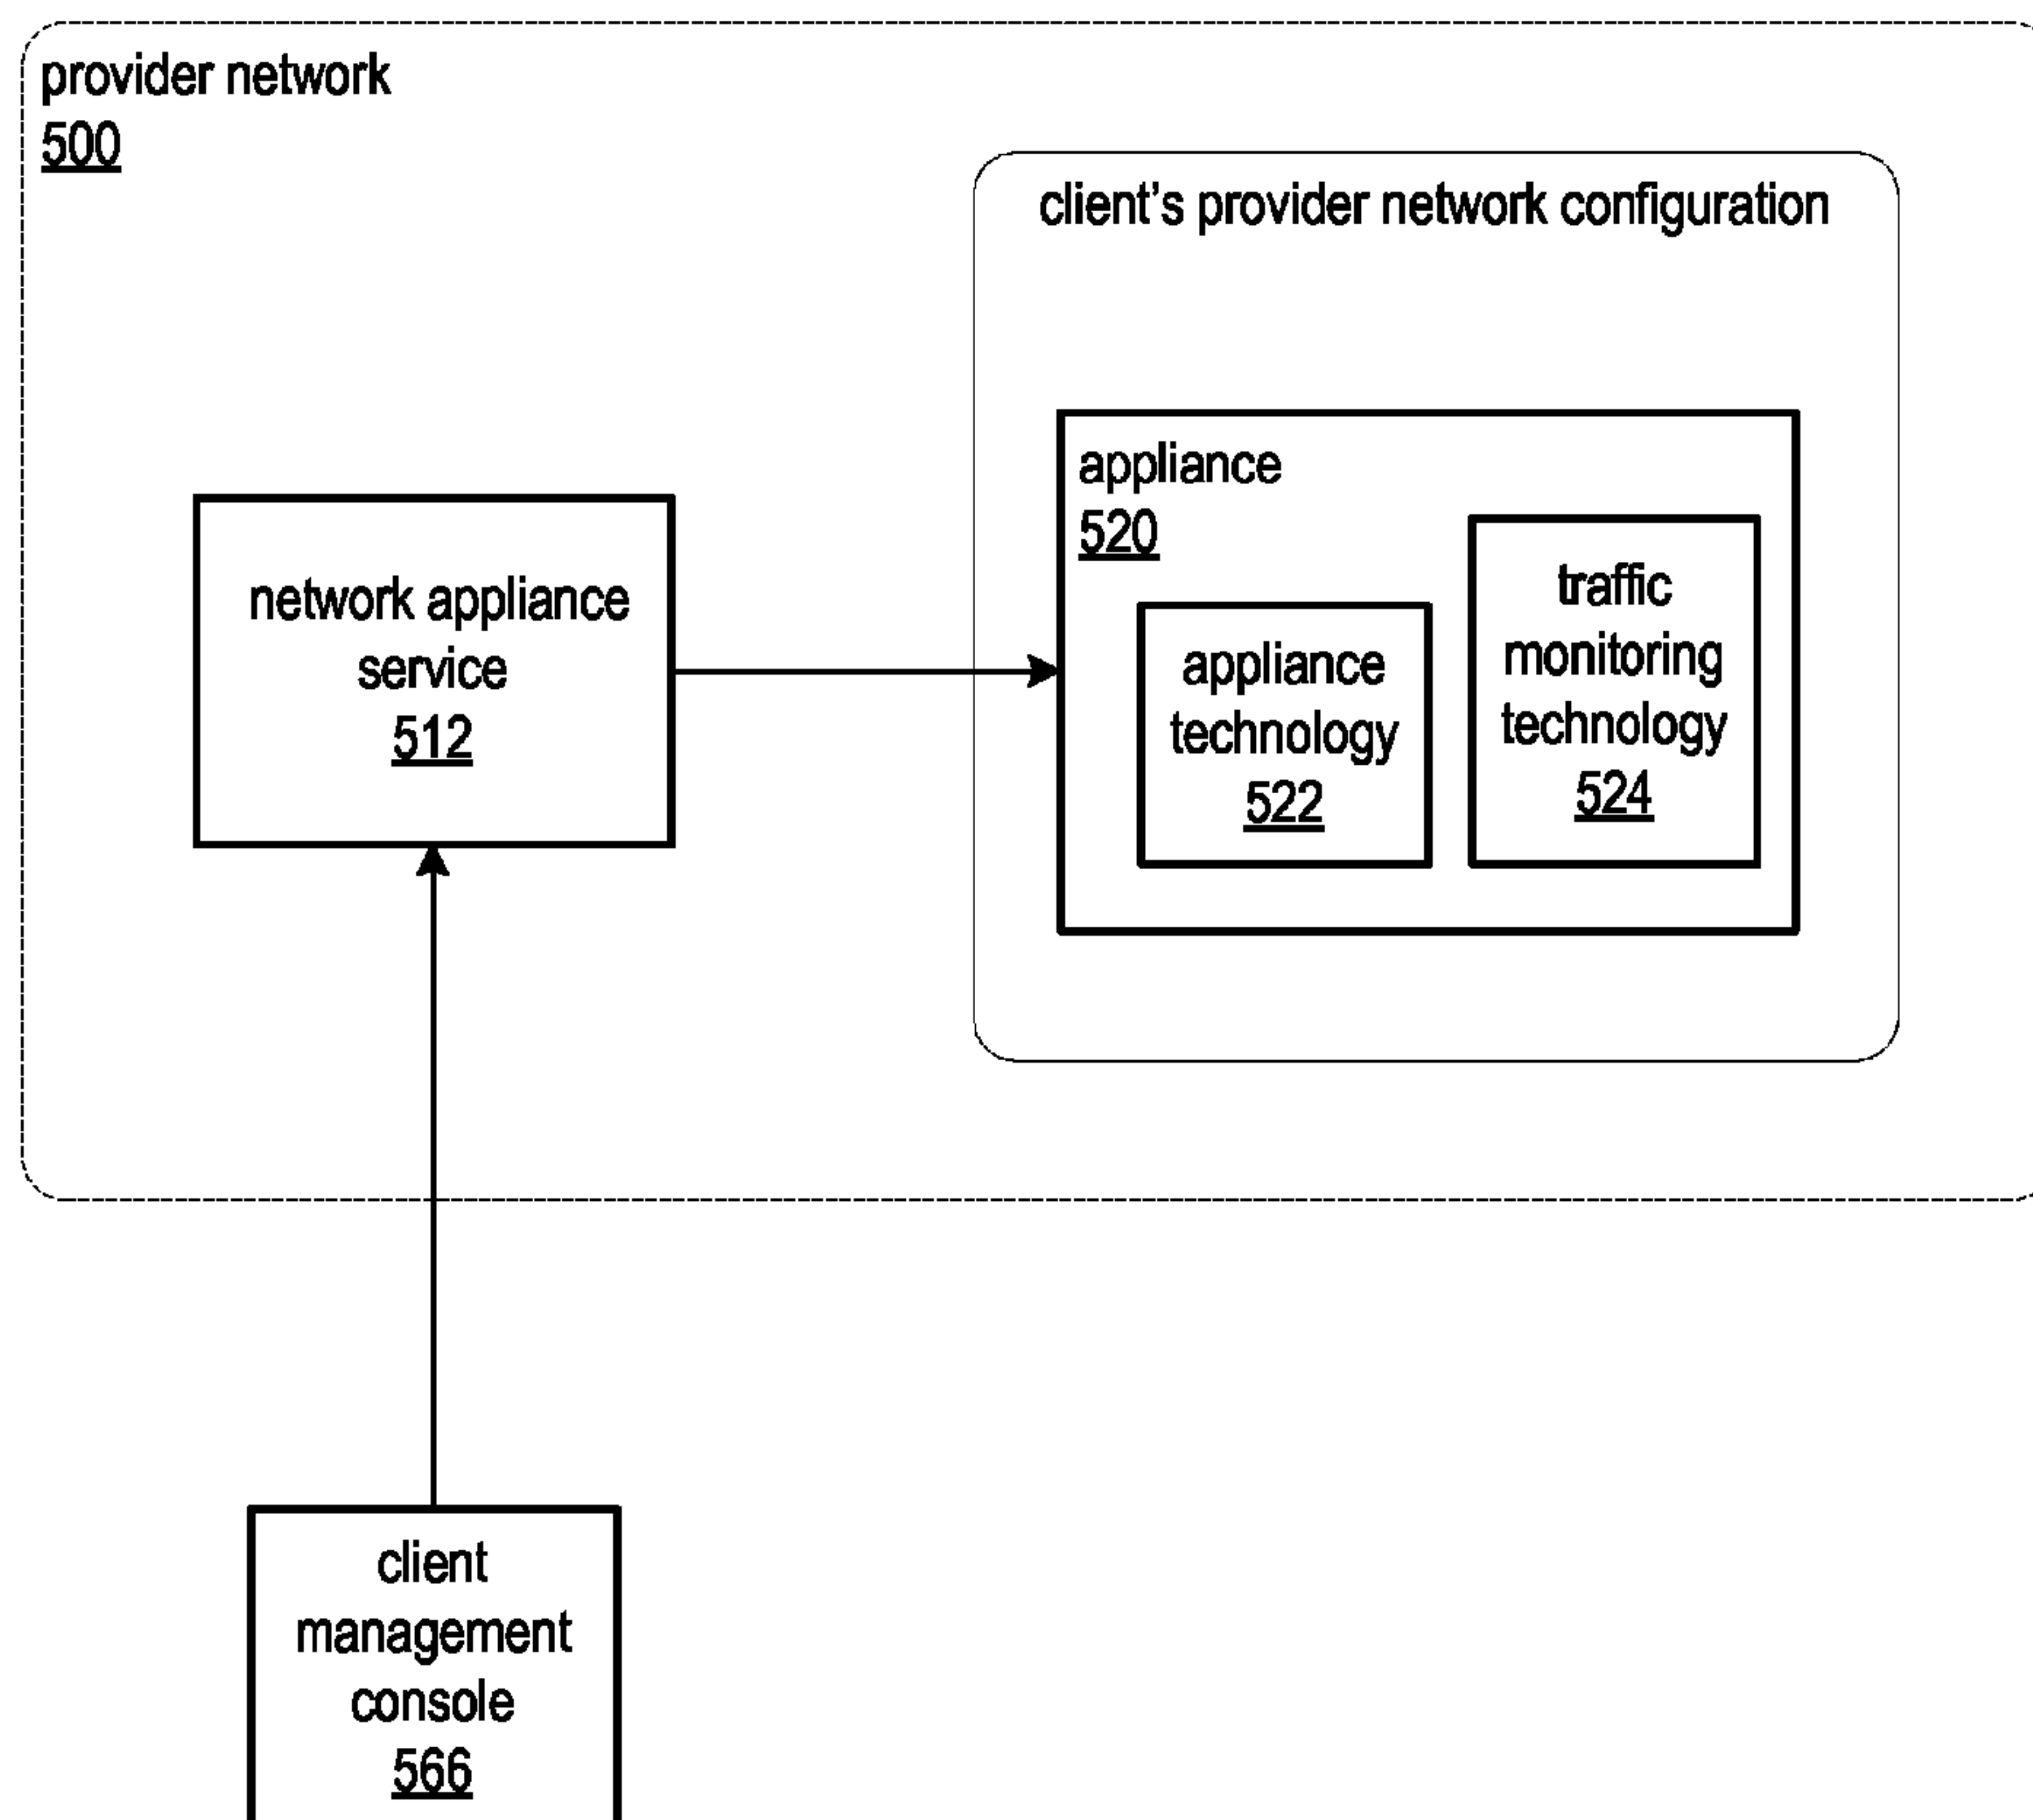 provider network
500
client's provider network configuration
appliance
520
network appliance
service
512
appliance
technology
522
traffic
monitoring
technology
524
client
management
console
566